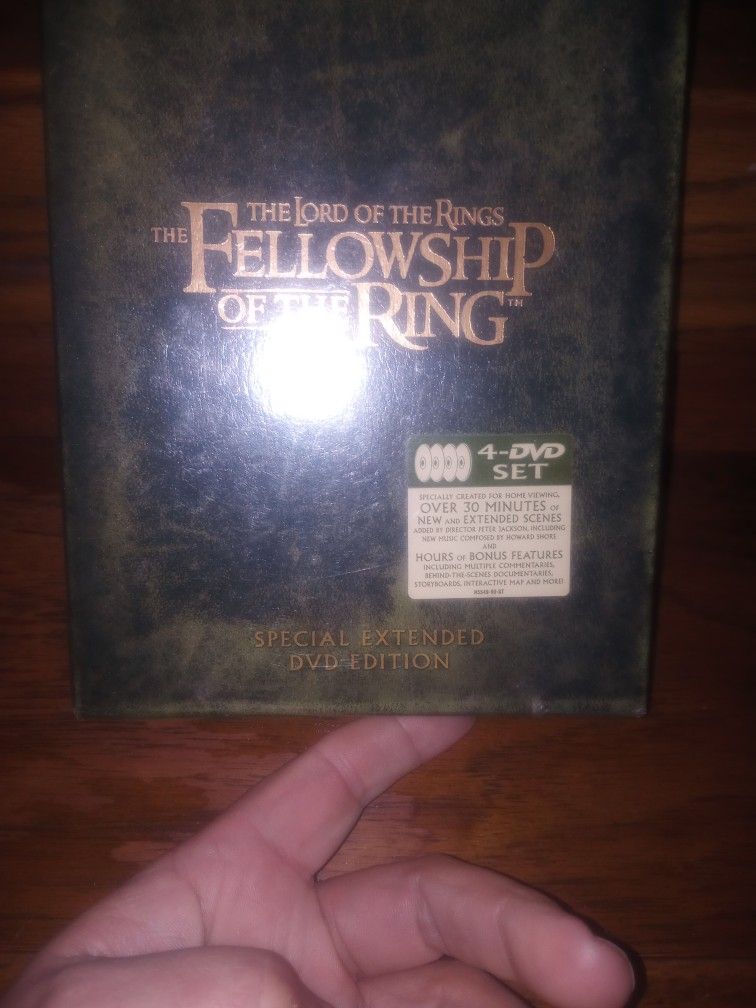 THE LORD OF THE RINGS
THE FELLOWSHIP
OF THE RING™
4-DVD
SET
SPECIALLY CREATED FOR HOME VIEWING,
OVER 30 MINUTES OF
NEW AND EXTENDED SCENES
ADDED BY DIRECTOR PETER JACKSON, INCLUDING
NEW MUSIC COMPOSED BY HOWARD SHORE
AND
HOURS OF BONUS FEATURES
INCLUDING MULTIPLE COMMENTARIES,
BEHIND-THE-SCENES DOCUMENTARIES,
STORYBOARDS, INTERACTIVE MAP AND MORE!
SPECIAL EXTENDED
DVD EDITION